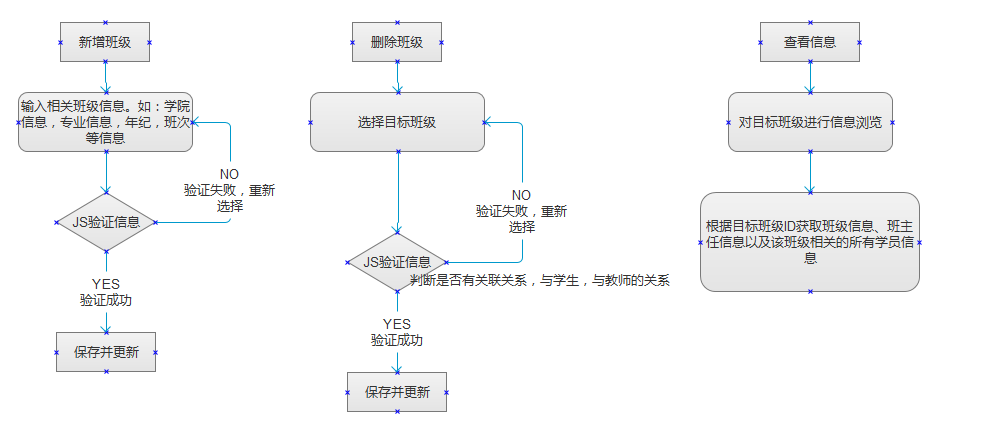 新增班级
输入相关班级信息。如：学院
信息，专业信息，年纪，班次
等信息
NO
验证失败，重新
选择
JS验证信息
YES
验证成功
保存并更新
删除班级
选择目标班级
NO
验证失败，重新
选择
JS验证信息
判断是否有关联关系，与学生，与教师的关系
YES
验证成功
保存并更新
查看信息
对目标班级进行信息浏览
根据目标班级ID获取班级信息、班主
任信息以及该班级相关的所有学员信
息